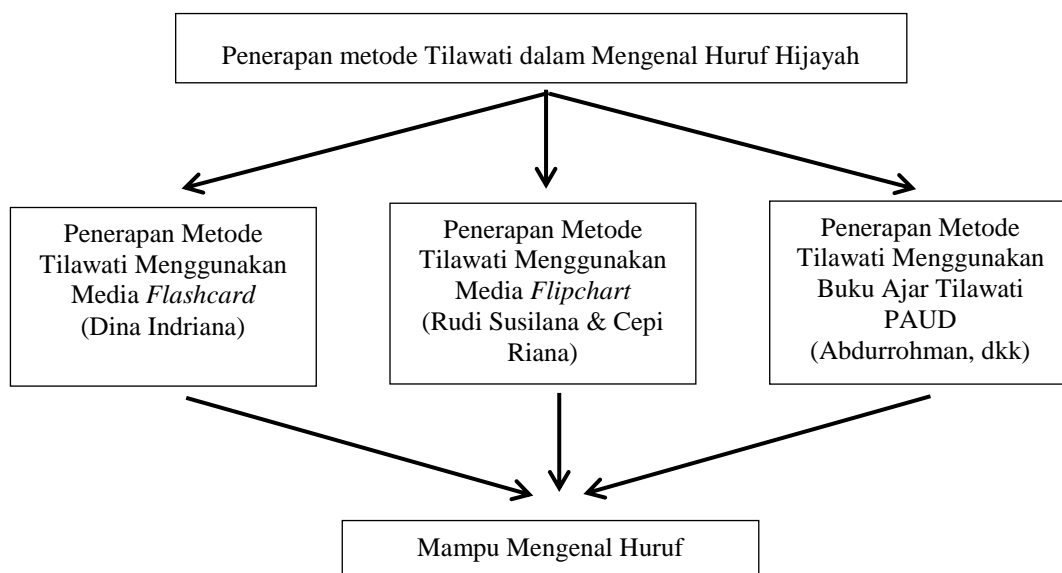 Penerapan metode Tilawati dalam Mengenal Huruf Hijayah
Penerapan Metode
Tilawati Menggunakan
Media Flashcard
(Dina Indriana)
Penerapan Metode
Tilawati Menggunakan
Media Flipchart
(Rudi Susilana & Cepi
Riana)
Penerapan Metode
Tilawati Menggunakan
Buku Ajar Tilawati
PAUD
(Abdurrohman, dkk)
Mampu Mengenal Huruf